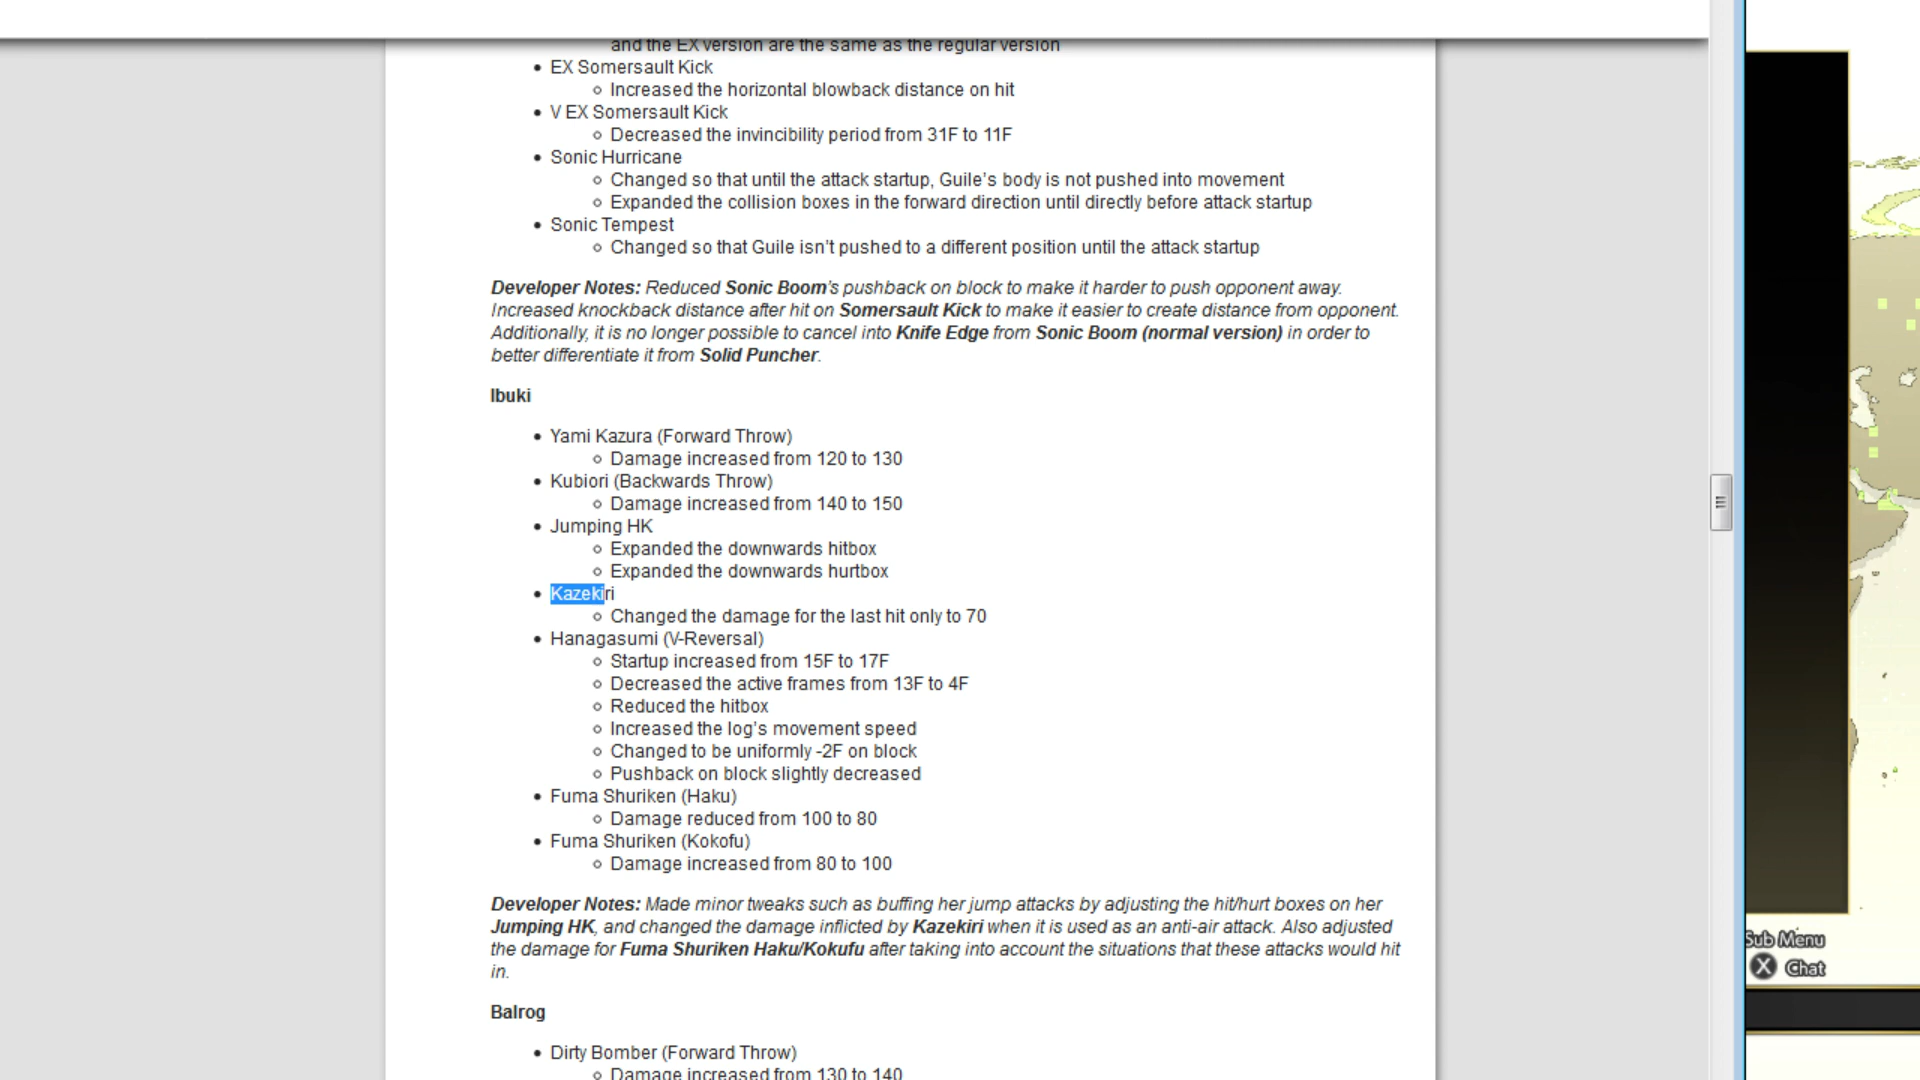 and the EX version are the same as the regular version
• EX Somersault Kick
○ Increased the horizontal blowback distance on hit
• V EX Somersault Kick
○ Decreased the invincibility period from 31F to 11F
• Sonic Hurricane
○ Changed so that until the attack startup, Guile’s body is not pushed into movement
○ Expanded the collision boxes in the forward direction until directly before attack startup
• Sonic Tempest
○ Changed so that Guile isn’t pushed to a different position until the attack startup
Developer Notes: Reduced Sonic Boom’s pushback on block to make it harder to push opponent away.
Increased knockback distance after hit on Somersault Kick to make it easier to create distance from opponent.
Additionally, it is no longer possible to cancel into Knife Edge from Sonic Boom (normal version) in order to
better differentiate it from Solid Puncher.
Ibuki
• Yami Kazura (Forward Throw)
○ Damage increased from 120 to 130
• Kubiori (Backwards Throw)
○ Damage increased from 140 to 150
• Jumping HK
○ Expanded the downwards hitbox
○ Expanded the downwards hurtbox
• Kazekiri
○ Changed the damage for the last hit only to 70
• Hanagasumi (V-Reversal)
○ Startup increased from 15F to 17F
○ Decreased the active frames from 13F to 4F
○ Reduced the hitbox
○ Increased the log’s movement speed
○ Changed to be uniformly -2F on block
○ Pushback on block slightly decreased
• Fuma Shuriken (Haku)
○ Damage reduced from 100 to 80
• Fuma Shuriken (Kokofu)
○ Damage increased from 80 to 100
Developer Notes: Made minor tweaks such as buffing her jump attacks by adjusting the hit/hurt boxes on her
Jumping HK, and changed the damage inflicted by Kazekiri when it is used as an anti-air attack. Also adjusted
the damage for Fuma Shuriken Haku/Kokufu after taking into account the situations that these attacks would hit
in.
Balrog
• Dirty Bomber (Forward Throw)
○ Damage increased from 130 to 140
Sub Menu
X Chat